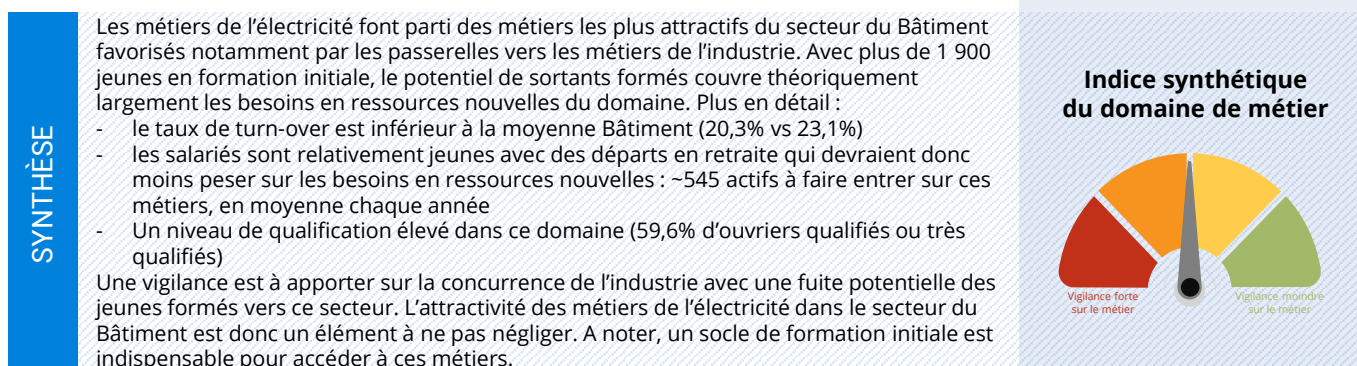 SYNTHÈSE
Les métiers de l'électricité font parti des métiers les plus attractifs du secteur du Bâtiment
favorisés notamment par les passerelles vers les métiers de l'industrie. Avec plus de 1 900
jeunes en formation initiale, le potentiel de sortants formés couvre théoriquement
largement les besoins en ressources nouvelles du domaine. Plus en détail :
- le taux de turn-over est inférieur à la moyenne Bâtiment (20,3% vs 23,1%)
- les salariés sont relativement jeunes avec des départs en retraite qui devraient donc
moins peser sur les besoins en ressources nouvelles : ~545 actifs à faire entrer sur ces
métiers, en moyenne chaque année
- Un niveau de qualification élevé dans ce domaine (59,6% d'ouvriers qualifiés ou très
qualifiés)
Une vigilance est à apporter sur la concurrence de l'industrie avec une fuite potentielle des
jeunes formés vers ce secteur. L'attractivité des métiers de l'électricité dans le secteur du
Bâtiment est donc un élément à ne pas négliger. A noter, un socle de formation initiale est
indispensable pour accéder à ces métiers.
Indice synthétique
du domaine de métier
Vigilance forte
sur le métier
Vigilance moindre
sur le métier